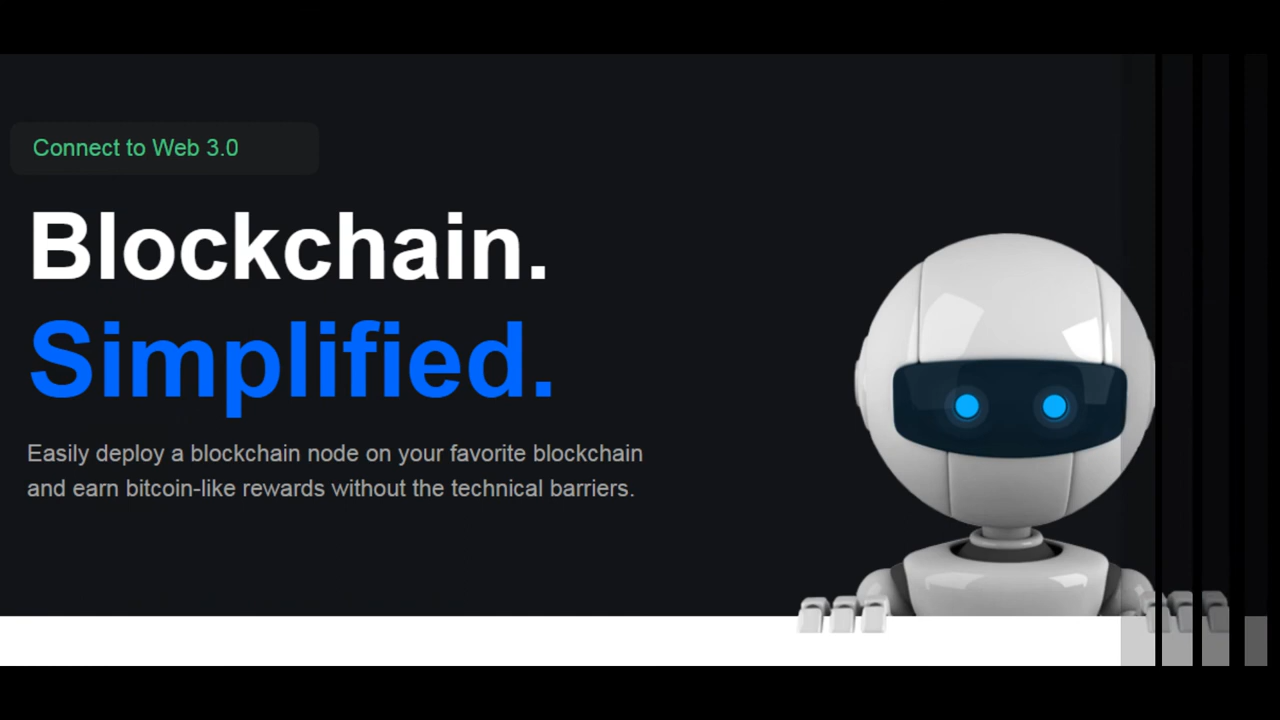 Connect to Web 3.0
Blockchain.
Simplified.
Easily deploy a blockchain node on your favorite blockchain
and earn bitcoin-like rewards without the technical barriers.